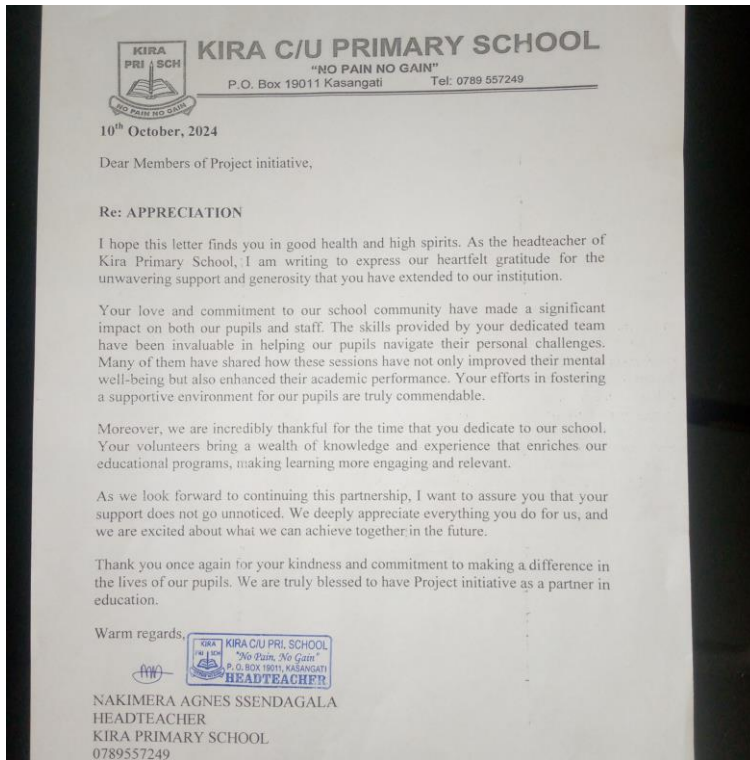 KIRA
PRI SCH
NO PAIN NO GAIN
KIRA C/U PRIMARY SCHOOL
“NO PAIN NO GAIN”
P.O. Box 19011 Kasangati Tel: 0789 557249
10th October, 2024
Dear Members of Project initiative,
Re: APPRECIATION
I hope this letter finds you in good health and high spirits. As the headteacher of
Kira Primary School, I am writing to express our heartfelt gratitude for the
unwavering support and generosity that you have extended to our institution.
Your love and commitment to our school community have made a significant
impact on both our pupils and staff. The skills provided by your dedicated team
have been invaluable in helping our pupils navigate their personal challenges.
Many of them have shared how these sessions have not only improved their mental
well-being but also enhanced their academic performance. Your efforts in fostering
a supportive environment for our pupils are truly commendable.
Moreover, we are incredibly thankful for the time that you dedicate to our school.
Your volunteers bring a wealth of knowledge and experience that enriches our
educational programs, making learning more engaging and relevant.
As we look forward to continuing this partnership, I want to assure you that your
support does not go unnoticed. We deeply appreciate everything you do for us, and
we are excited about what we can achieve together in the future.
Thank you once again for your kindness and commitment to making a difference in
the lives of our pupils. We are truly blessed to have Project initiative as a partner in
education.
Warm regards,
KIRA
PRI SCH
KIRA C/U PRI. SCHOOL
"No Pain, No Gain"
P. O. BOX 19011, KASANGATI
HEADTEACHER
NAKIMERA AGNES SSENDAGALA
HEADTEACHER
KIRA PRIMARY SCHOOL
0789557249